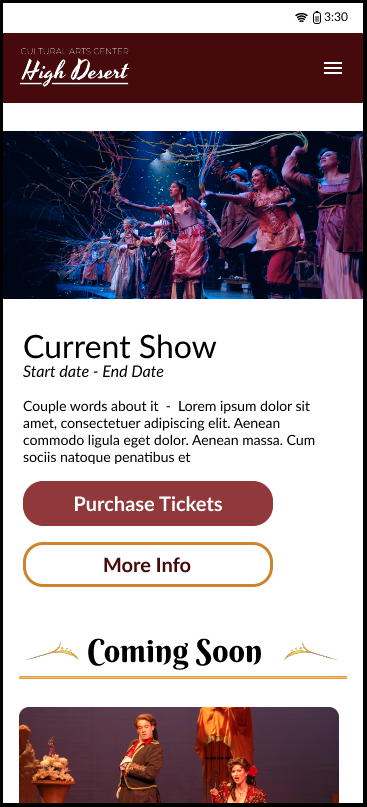 3:30
CULTURAL ARTS CENTER
High Desert
Current Show
Start date - End Date
Couple words about it - Lorem ipsum dolor sit
amet, consectetuer adipiscing elit. Aenean
commodo ligula eget dolor. Aenean massa. Cum
sociis natoque penatibus et
Purchase Tickets
More Info
Coming Soon